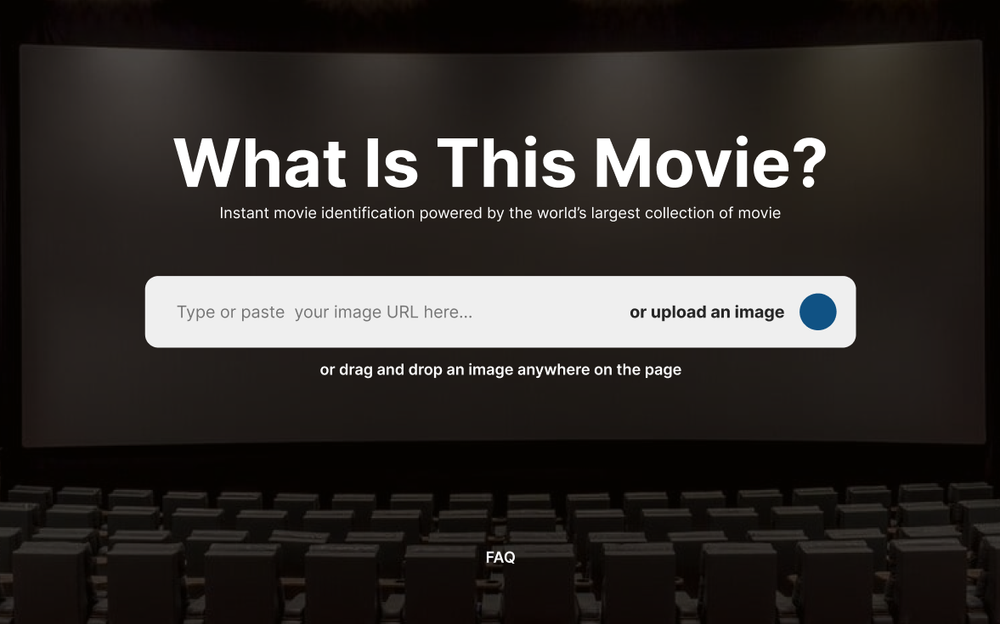 What Is This Movie?
Instant movie identification powered by the world’s largest collection of movie
Type or paste  your image URL here... or upload an image
or drag and drop an image anywhere on the page
FAQ